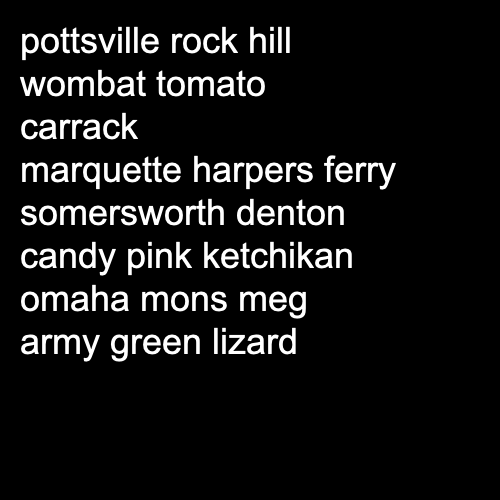 pottsville rock hill
wombat tomato
carrack
marquette harpers ferry
somersworth denton
candy pink ketchikan
omaha mons meg
army green lizard